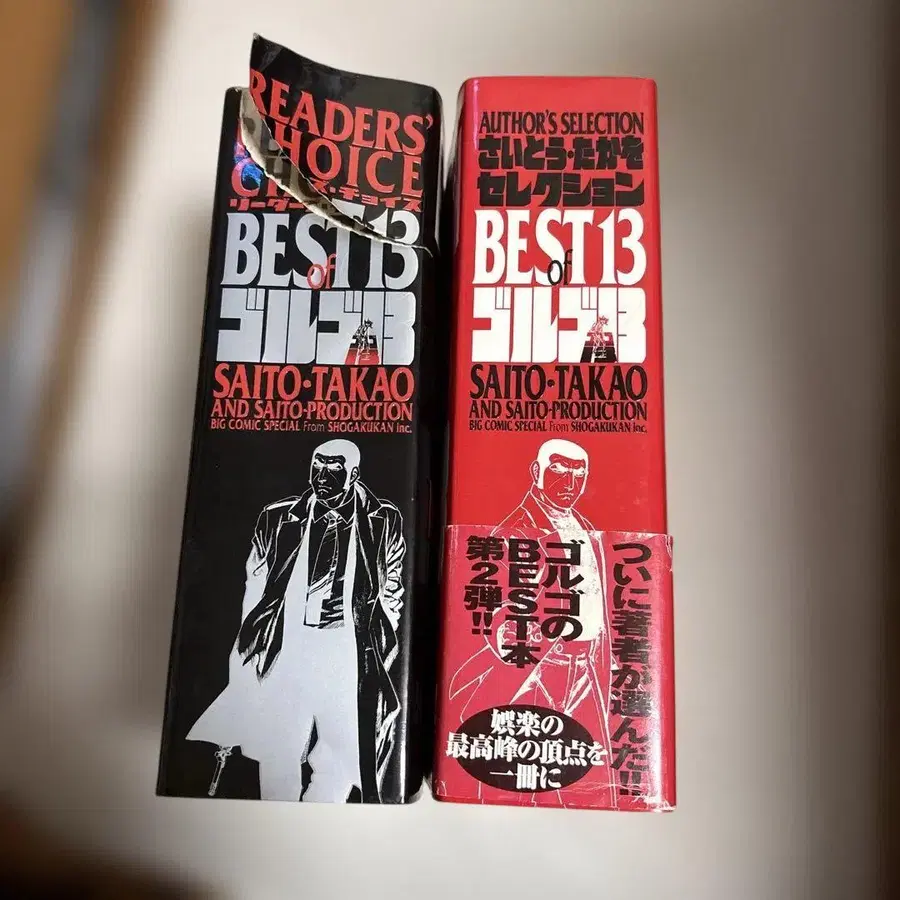 READERS'
CHOICE
リーダーズ・チョイス
BEST 13
of
ゴルゴ13
SAITO・TAKAO
AND SAITO-PRODUCTION
BIG COMIC SPECIAL From SHOGAKUKAN Inc.
AUTHOR'S SELECTION
さいとう・たかを
セレクション
BEST 13
of
ゴルゴ13
SAITO・TAKAO
AND SAITO-PRODUCTION
BIG COMIC SPECIAL From SHOGAKUKAN Inc.
ついに著者が選んだ!!
ゴルゴの
BEST本
第2弾!!
娯楽の
最高峰の頂点を
一冊に